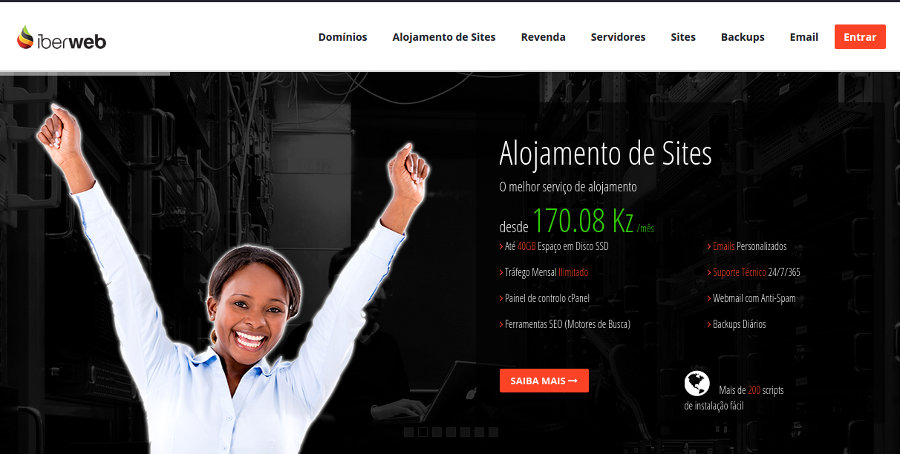 iberweb
Domínios Alojamento de Sites Revenda Servidores Sites Backups Email Entrar
Alojamento de Sites
O melhor serviço de alojamento
desde 170.08 Kz /mês
› Até 40GB Espaço em Disco SSD
› Emails Personalizados
› Tráfego Mensal Ilimitado
› Suporte Técnico 24/7/365
› Painel de controlo cPanel
› Webmail com Anti-Spam
› Ferramentas SEO (Motores de Busca)
› Backups Diários
SAIBA MAIS →
Mais de 200 scripts
de instalação fácil